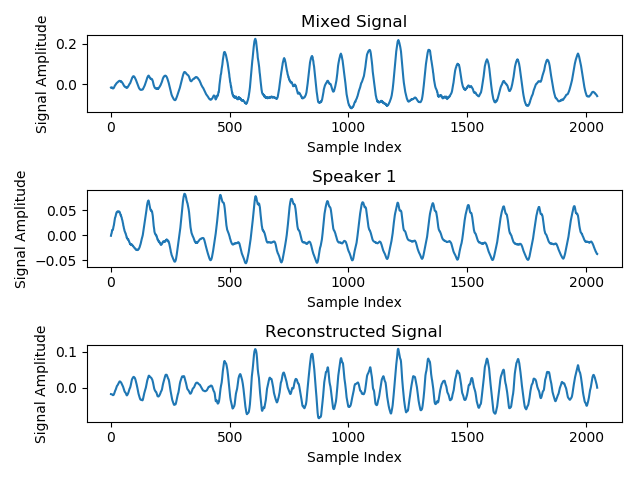 Mixed Signal
Signal Amplitude
0.2
0.0
0 500 1000 1500 2000
Sample Index
Speaker 1
Signal Amplitude
0.05
0.00
−0.05
0 500 1000 1500 2000
Sample Index
Reconstructed Signal
Signal Amplitude
0.1
0.0
0 500 1000 1500 2000
Sample Index